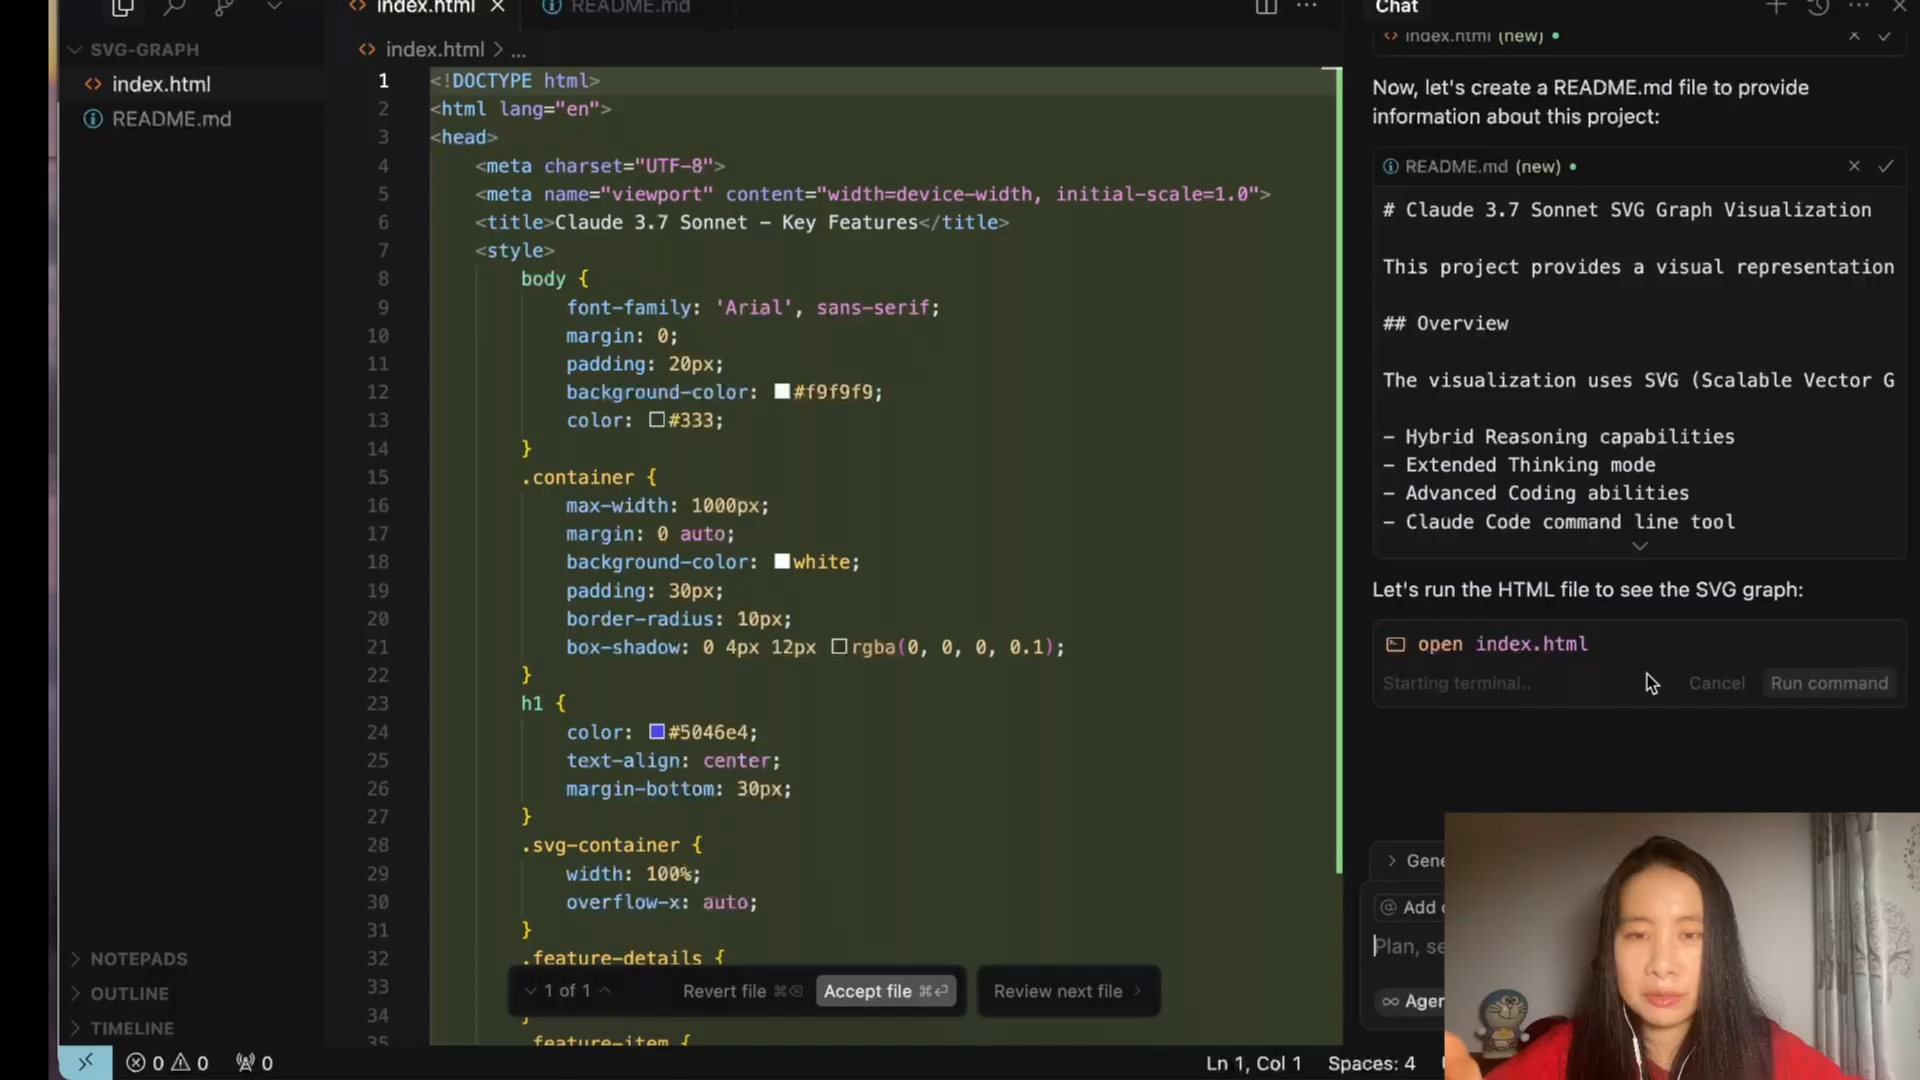 index.html
README.md
Chat
SVG-GRAPH
index.html
README.md
index.html > ...
1 <!DOCTYPE html>
2 <html lang="en">
3 <head>
4 <meta charset="UTF-8">
5 <meta name="viewport" content="width=device-width, initial-scale=1.0">
6 <title>Claude 3.7 Sonnet – Key Features</title>
7 <style>
8 body {
9 font-family: 'Arial', sans-serif;
10 margin: 0;
11 padding: 20px;
12 background-color: #f9f9f9;
13 color: #333;
14 }
15 .container {
16 max-width: 1000px;
17 margin: 0 auto;
18 background-color: white;
19 padding: 30px;
20 border-radius: 10px;
21 box-shadow: 0 4px 12px rgba(0, 0, 0, 0.1);
22 }
23 h1 {
24 color: #5046e4;
25 text-align: center;
26 margin-bottom: 30px;
27 }
28 .svg-container {
29 width: 100%;
30 overflow-x: auto;
31 }
32 .feature-details {
33
34 }
35 .feature-item {
1 of 1
Revert file ⌘⌫
Accept file ⌘⏎
Review next file
index.html (new)
Now, let's create a README.md file to provide
information about this project:
README.md (new)
# Claude 3.7 Sonnet SVG Graph Visualization
This project provides a visual representation
## Overview
The visualization uses SVG (Scalable Vector G
– Hybrid Reasoning capabilities
– Extended Thinking mode
– Advanced Coding abilities
– Claude Code command line tool
Let's run the HTML file to see the SVG graph:
open index.html
Starting terminal..
Cancel
Run command
Gene
@ Add
Plan, se
∞ Agen
NOTEPADS
OUTLINE
TIMELINE
0
0
0
Ln 1, Col 1
Spaces: 4